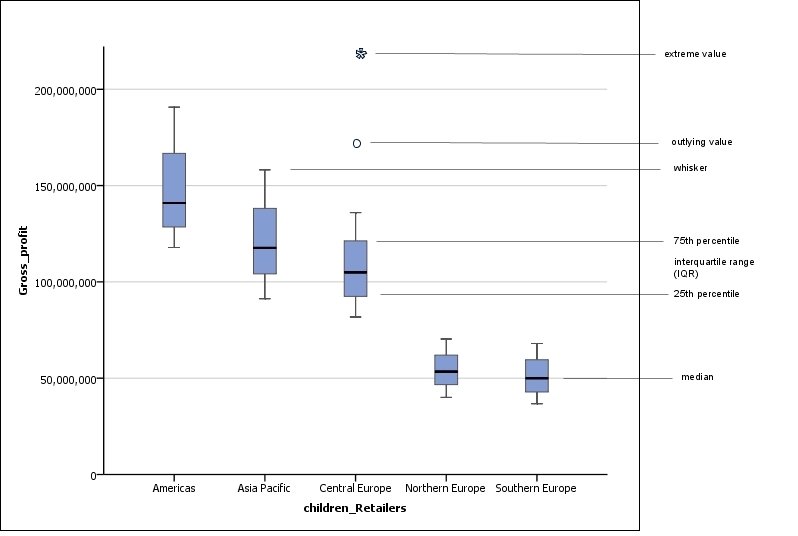 extreme value
200,000,000
outlying value
whisker
150,000,000
Gross_profit
75th percentile
interquartile range
(IQR)
100,000,000
25th percentile
50,000,000
median
0
Americas
Asia Pacific
Central Europe
Northern Europe
Southern Europe
children_Retailers